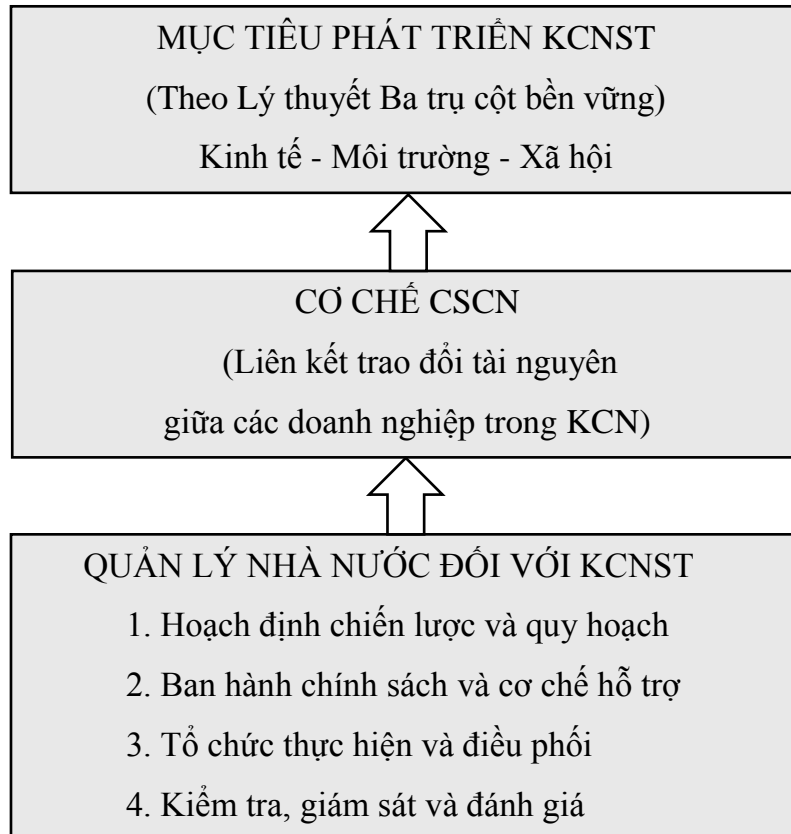 MỤC TIÊU PHÁT TRIỂN KCNST
(Theo Lý thuyết Ba trụ cột bền vững)
Kinh tế - Môi trường - Xã hội
CƠ CHẾ CSCN
(Liên kết trao đổi tài nguyên
giữa các doanh nghiệp trong KCN)
QUẢN LÝ NHÀ NƯỚC ĐỐI VỚI KCNST
1. Hoạch định chiến lược và quy hoạch
2. Ban hành chính sách và cơ chế hỗ trợ
3. Tổ chức thực hiện và điều phối
4. Kiểm tra, giám sát và đánh giá